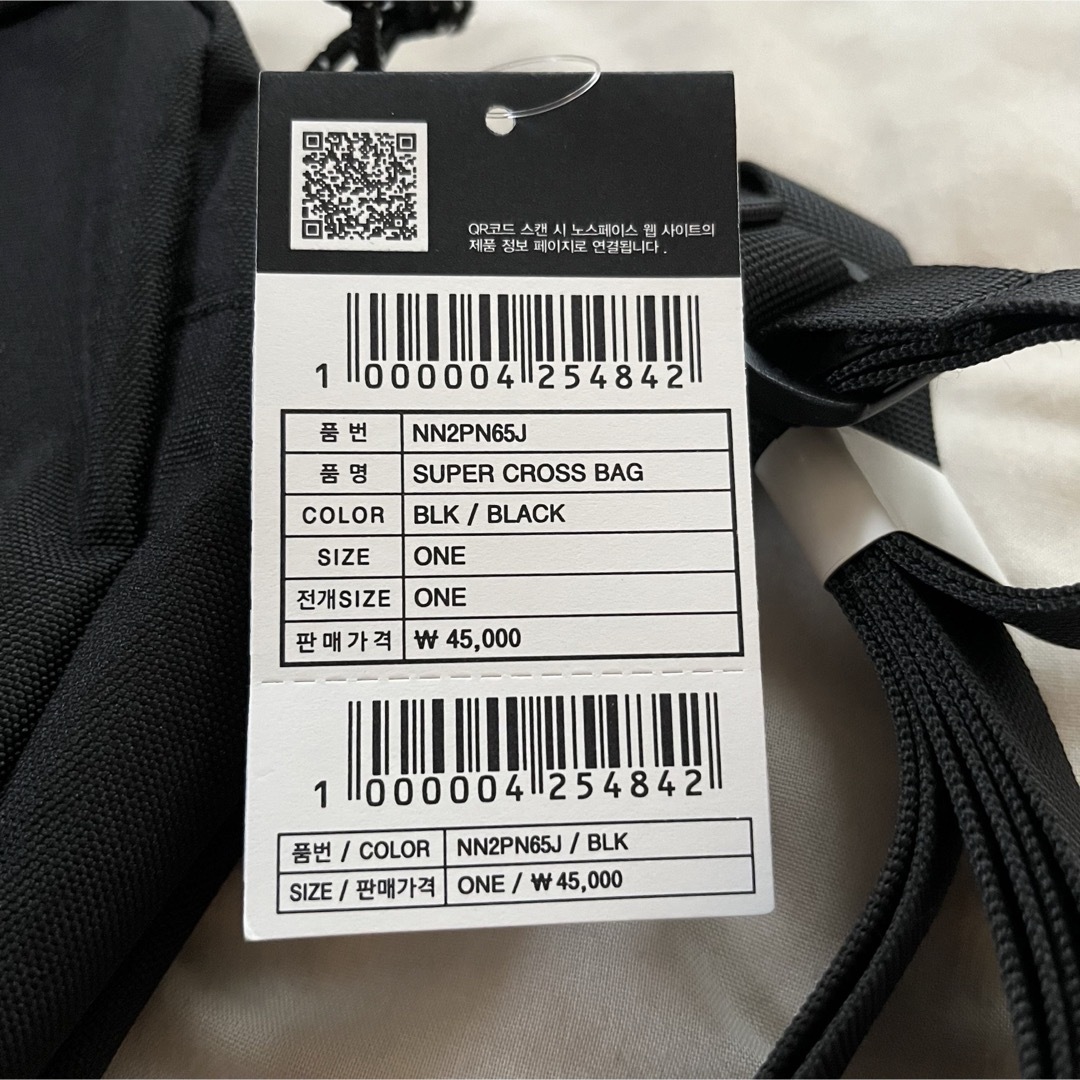 QR코드 스캔 시 노스페이스 웹 사이트의
제품 정보 페이지로 연결됩니다.
1 000004 254842
품 번 NN2PN65J
품 명 SUPER CROSS BAG
COLOR BLK / BLACK
SIZE ONE
전개SIZE ONE
판매가격 ₩ 45,000
1 000004 254842
품번 / COLOR NN2PN65J / BLK
SIZE / 판매가격 ONE / ₩ 45,000